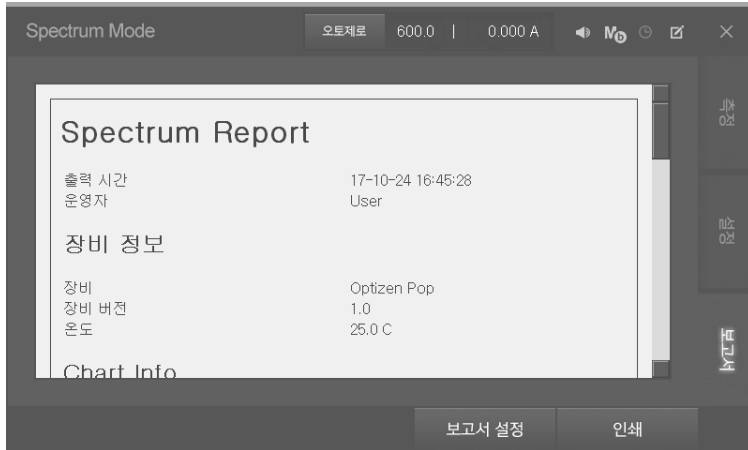 Spectrum Mode
오토제로 600.0 | 0.000 A
측정
설정
보고서
Spectrum Report
출력 시간 17-10-24 16:45:28
운영자 User
장비 정보
장비 Optizen Pop
장비 버전 1.0
온도 25.0 C
Chart Info
보고서 설정 인쇄